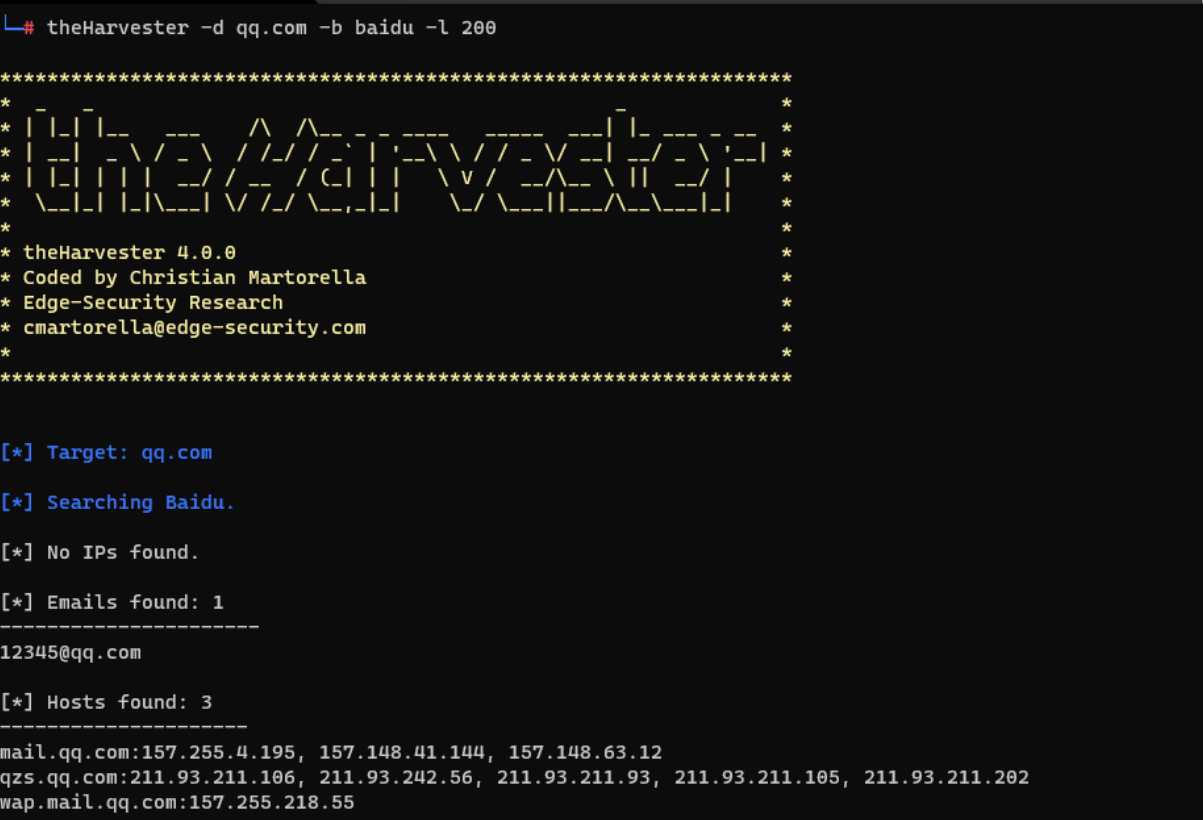 └─# theHarvester -d qq.com -b baidu -l 200
*******************************************************************
*  _   _                                            _             *
* | |_| |__   ___    /\  /\__ _ _ ____   _____  ___| |_ ___ _ __  *
* | __|  _ \ / _ \  / /_/ / _` | '__\ \ / / _ \/ __| __/ _ \ '__| *
* | |_| | | |  __/ / __  / (_| | |   \ V /  __/\__ \ ||  __/ |    *
*  \__|_| |_|\___| \/ /_/ \__,_|_|    \_/ \___||___/\__\___|_|    *
*                                                                 *
* theHarvester 4.0.0                                              *
* Coded by Christian Martorella                                   *
* Edge-Security Research                                          *
* cmartorella@edge-security.com                                   *
*                                                                 *
*******************************************************************
[*] Target: qq.com
[*] Searching Baidu.
[*] No IPs found.
[*] Emails found: 1
----------------------
12345@qq.com
[*] Hosts found: 3
---------------------
mail.qq.com:157.255.4.195, 157.148.41.144, 157.148.63.12
qzs.qq.com:211.93.211.106, 211.93.242.56, 211.93.211.93, 211.93.211.105, 211.93.211.202
wap.mail.qq.com:157.255.218.55